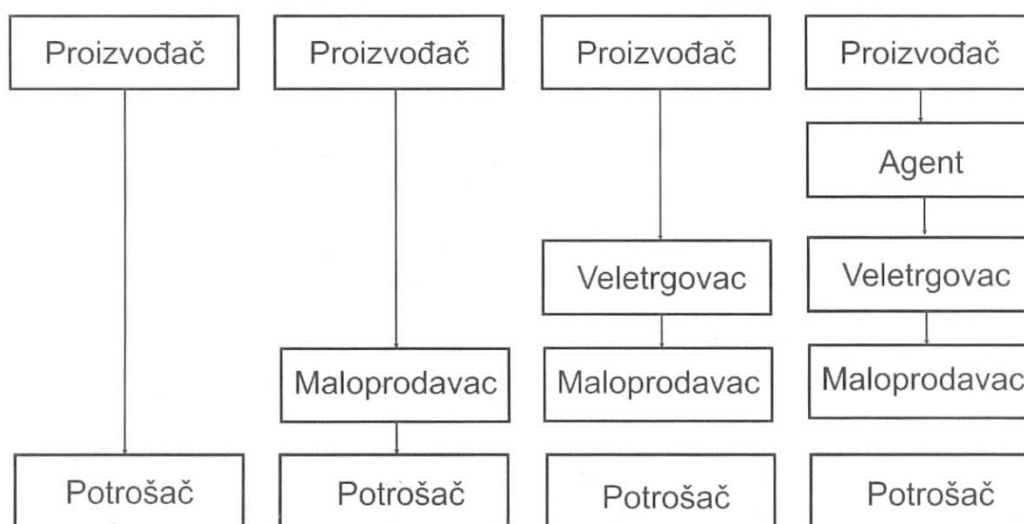 Proizvođač
Proizvođač
Proizvođač
Proizvođač
Agent
Veletrgovac
Veletrgovac
Maloprodavac
Maloprodavac
Maloprodavac
Potrošač
Potrošač
Potrošač
Potrošač